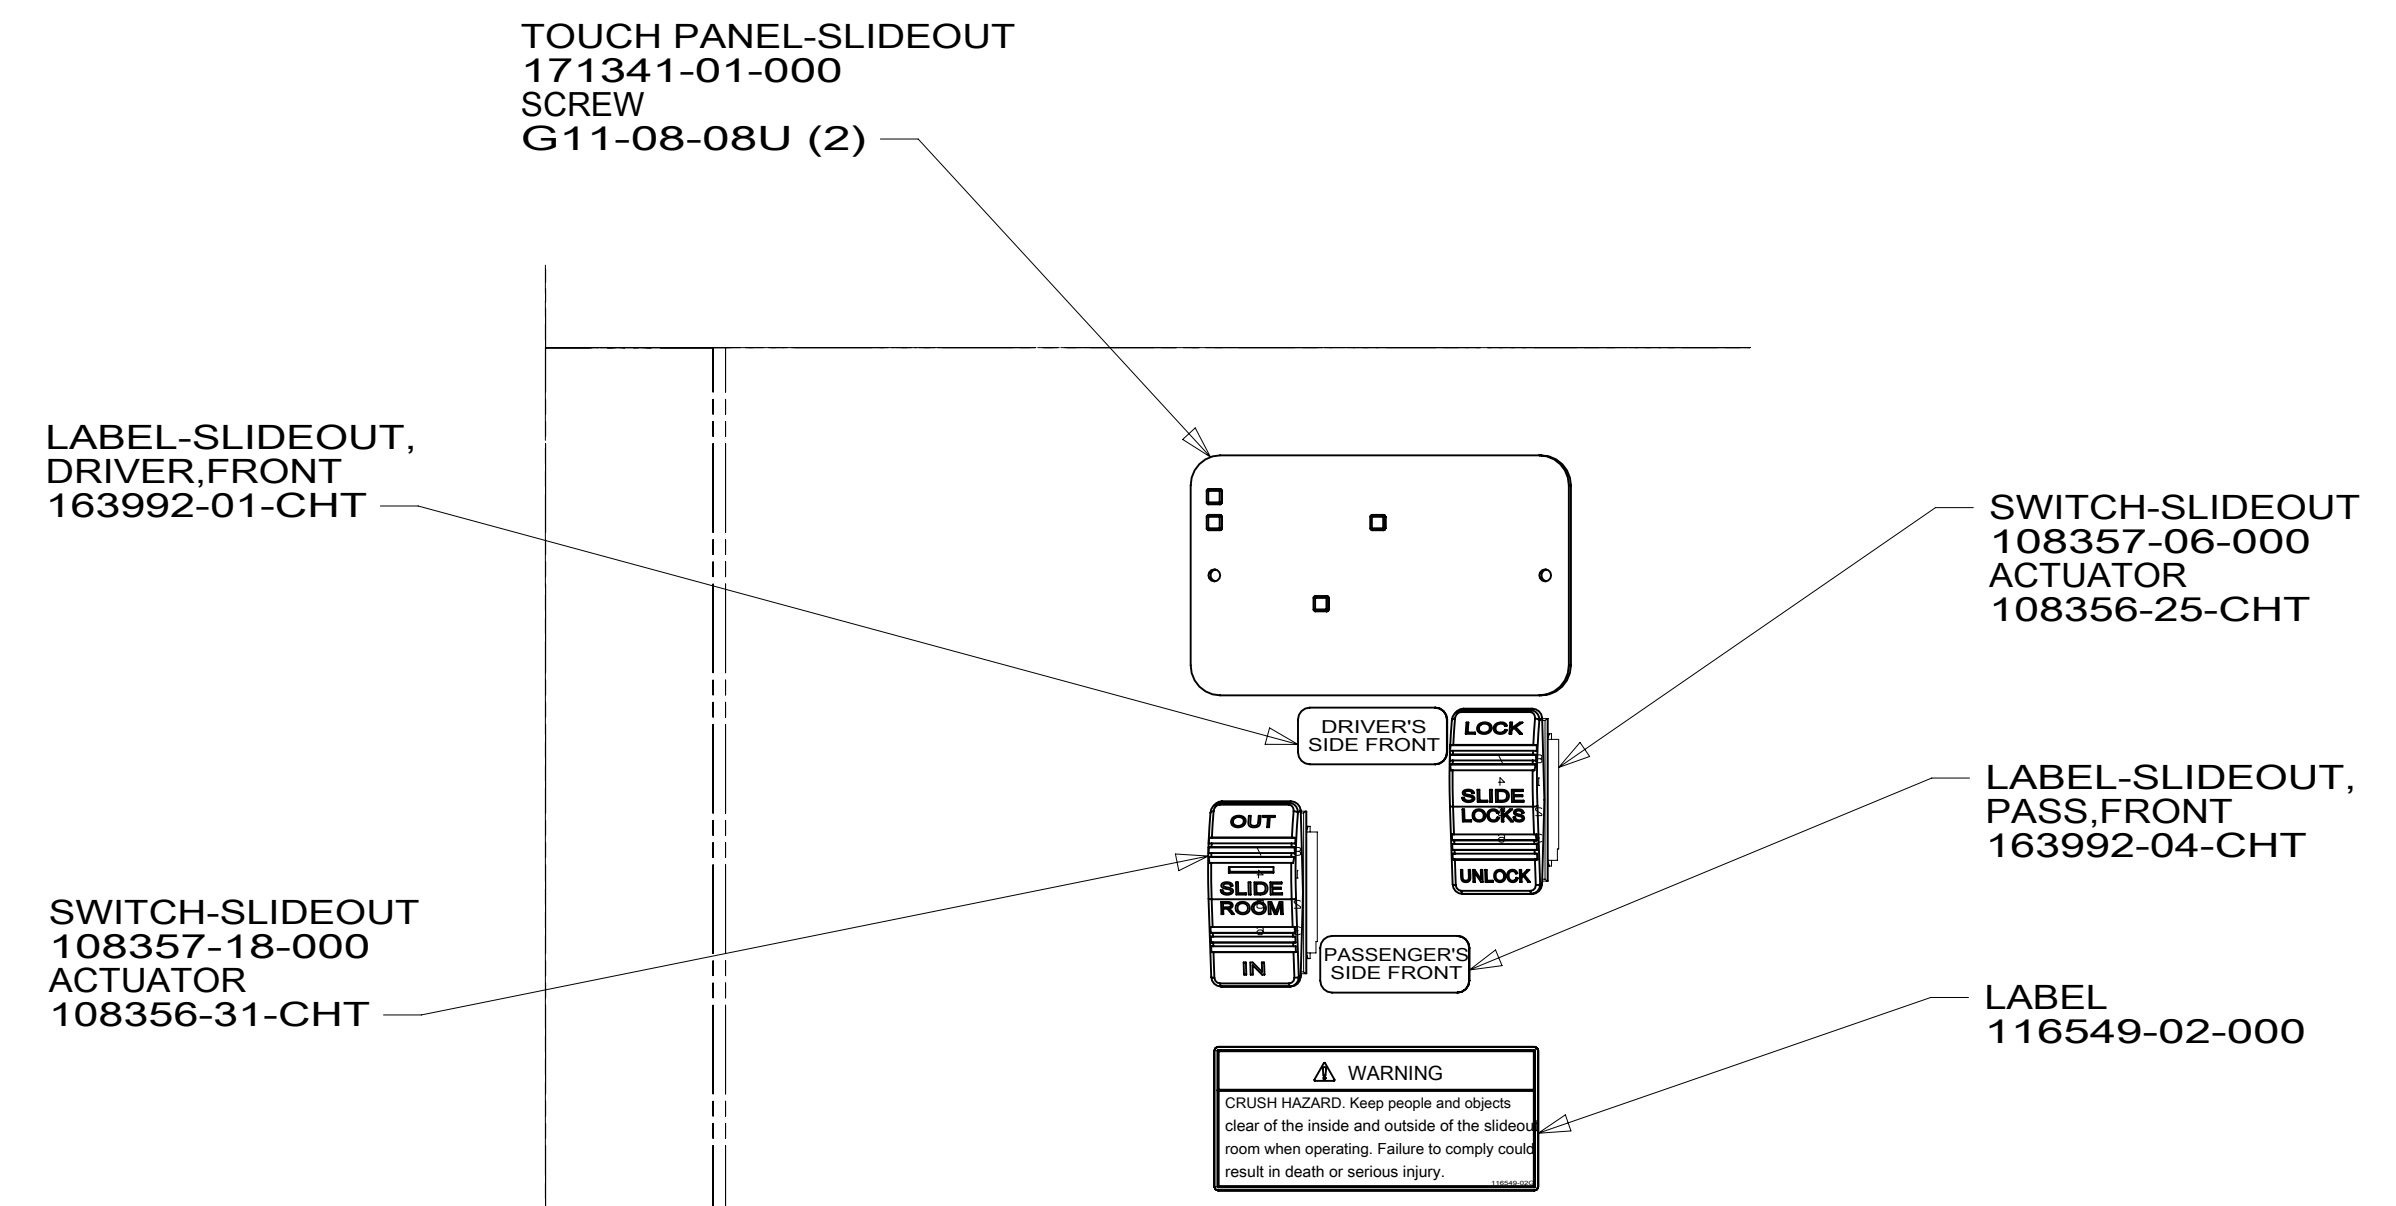 TOUCH PANEL-SLIDEOUT
171341-01-000
SCREW
G11-08-08U (2)
LABEL-SLIDEOUT,
DRIVER,FRONT
163992-01-CHT
SWITCH-SLIDEOUT
108357-06-000
ACTUATOR
108356-25-CHT
DRIVER'S
SIDE FRONT
LOCK
SLIDE
LOCKS
UNLOCK
LABEL-SLIDEOUT,
PASS,FRONT
163992-04-CHT
OUT
SLIDE
ROOM
IN
SWITCH-SLIDEOUT
108357-18-000
ACTUATOR
108356-31-CHT
PASSENGER'S
SIDE FRONT
LABEL
116549-02-000
WARNING
CRUSH HAZARD. Keep people and objects
clear of the inside and outside of the slideout
room when operating. Failure to comply could
result in death or serious injury.